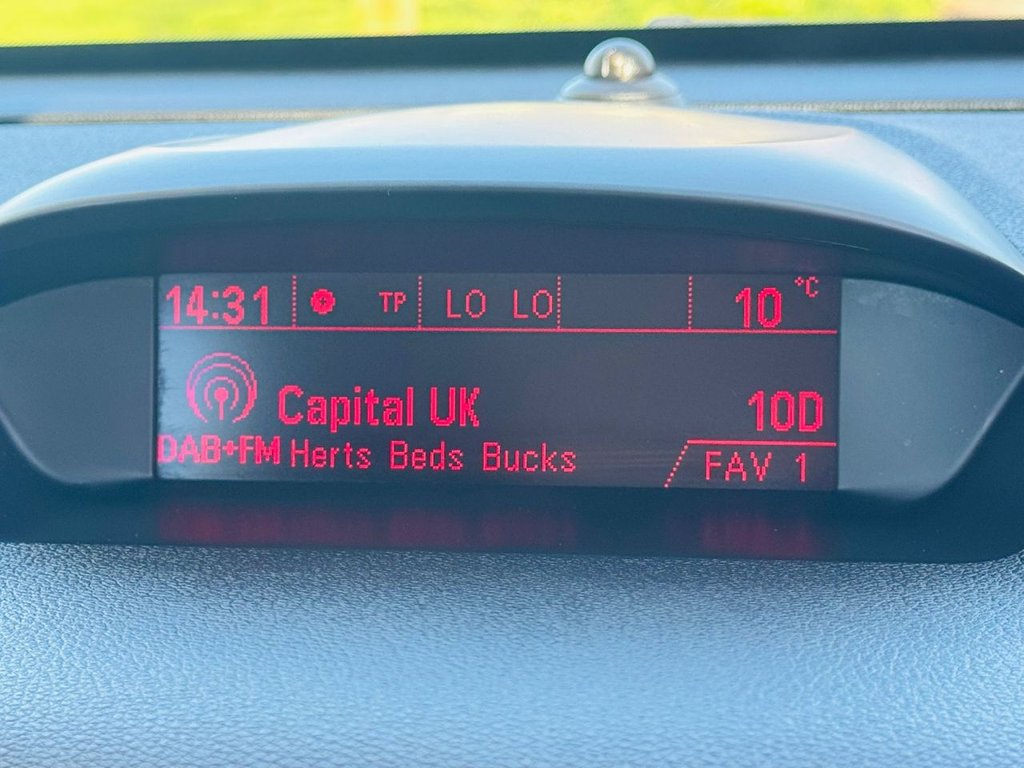 14:31 TP LO LO 10 °C
Capital UK 10D
DAB+FM Herts Beds Bucks FAV 1